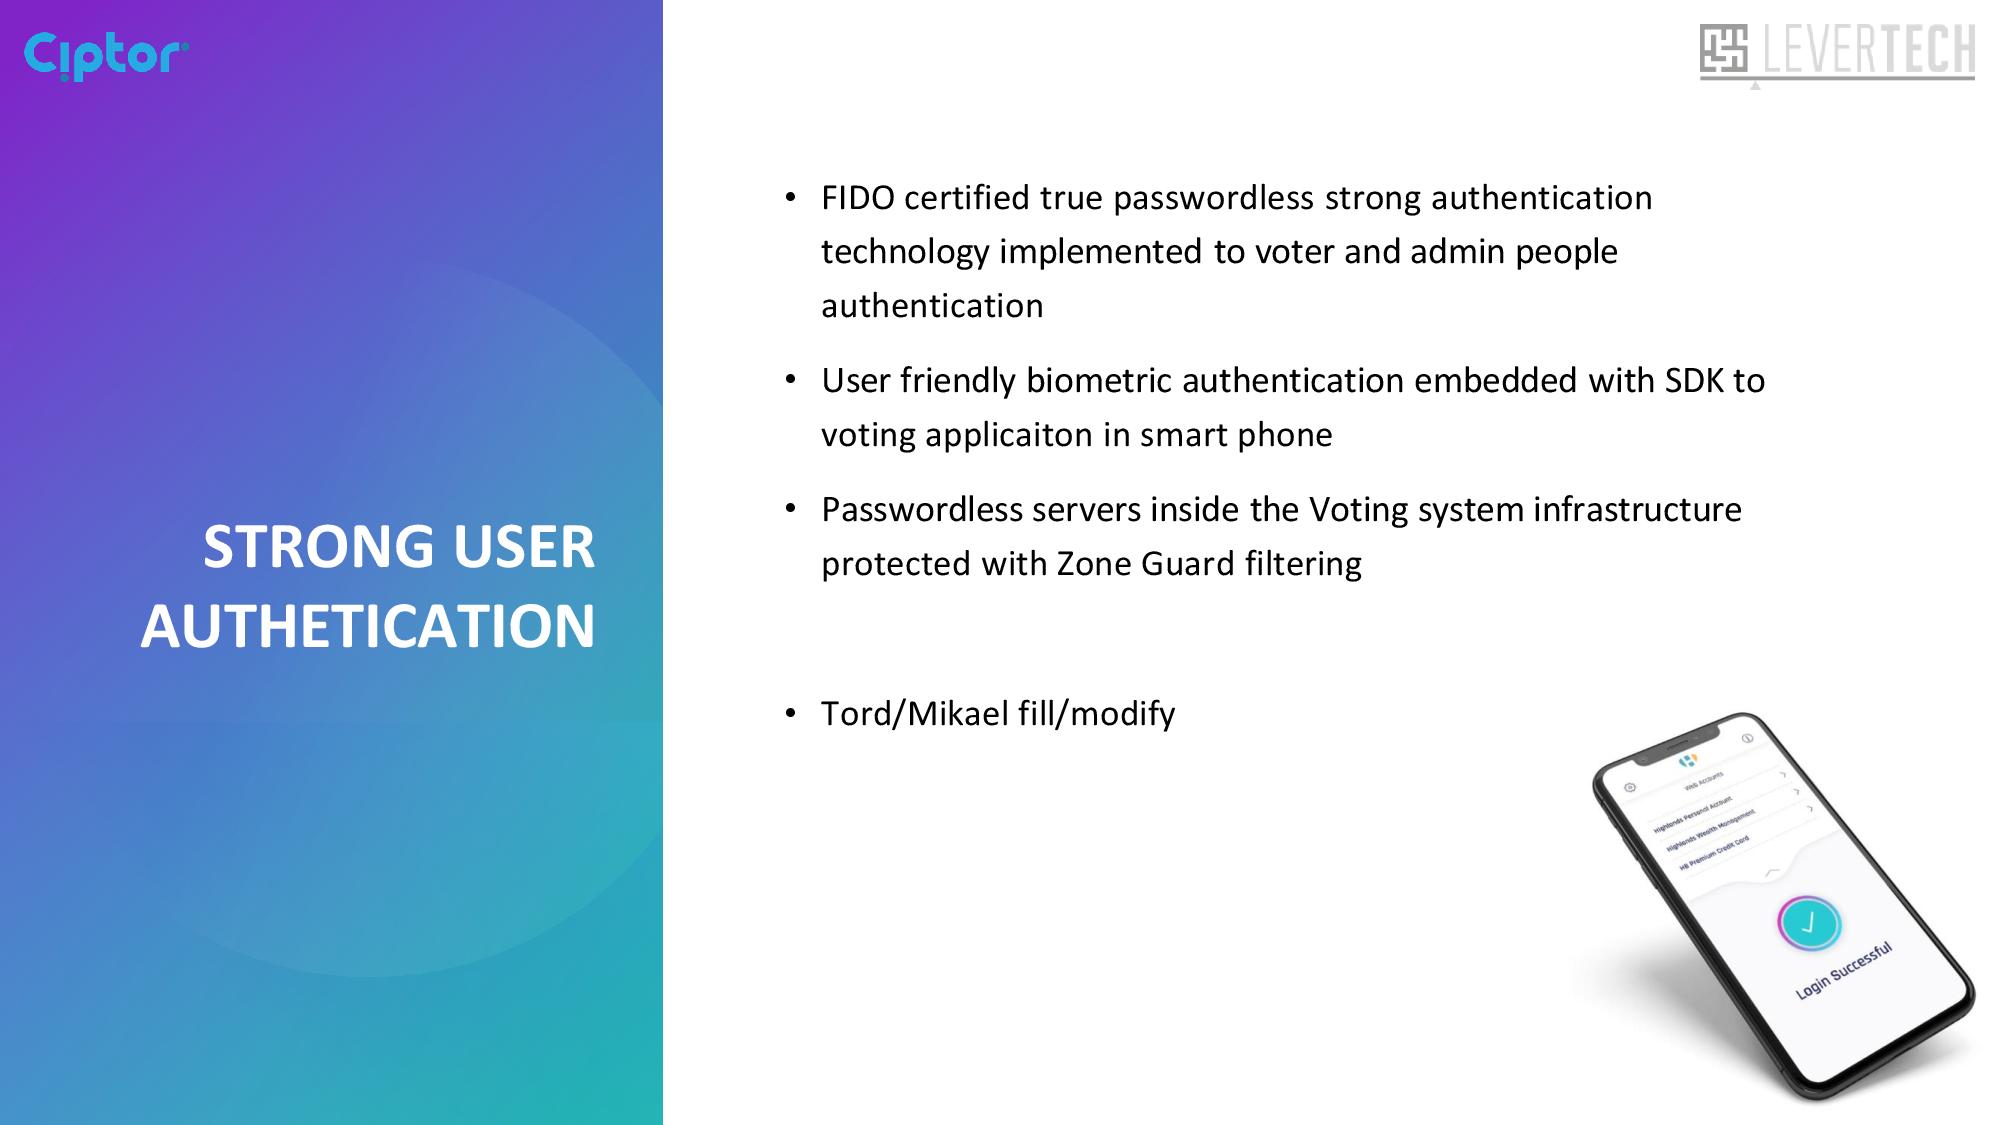 Ciptor
LEVERTECH
STRONG USER
AUTHETICATION
• FIDO certified true passwordless strong authentication
technology implemented to voter and admin people
authentication
• User friendly biometric authentication embedded with SDK to
voting applicaiton in smart phone
• Passwordless servers inside the Voting system infrastructure
protected with Zone Guard filtering
• Tord/Mikael fill/modify
Web Accounts
Highlands Personal Account
Highlands Wealth Management
HB Premium Credit Card
Login Successful